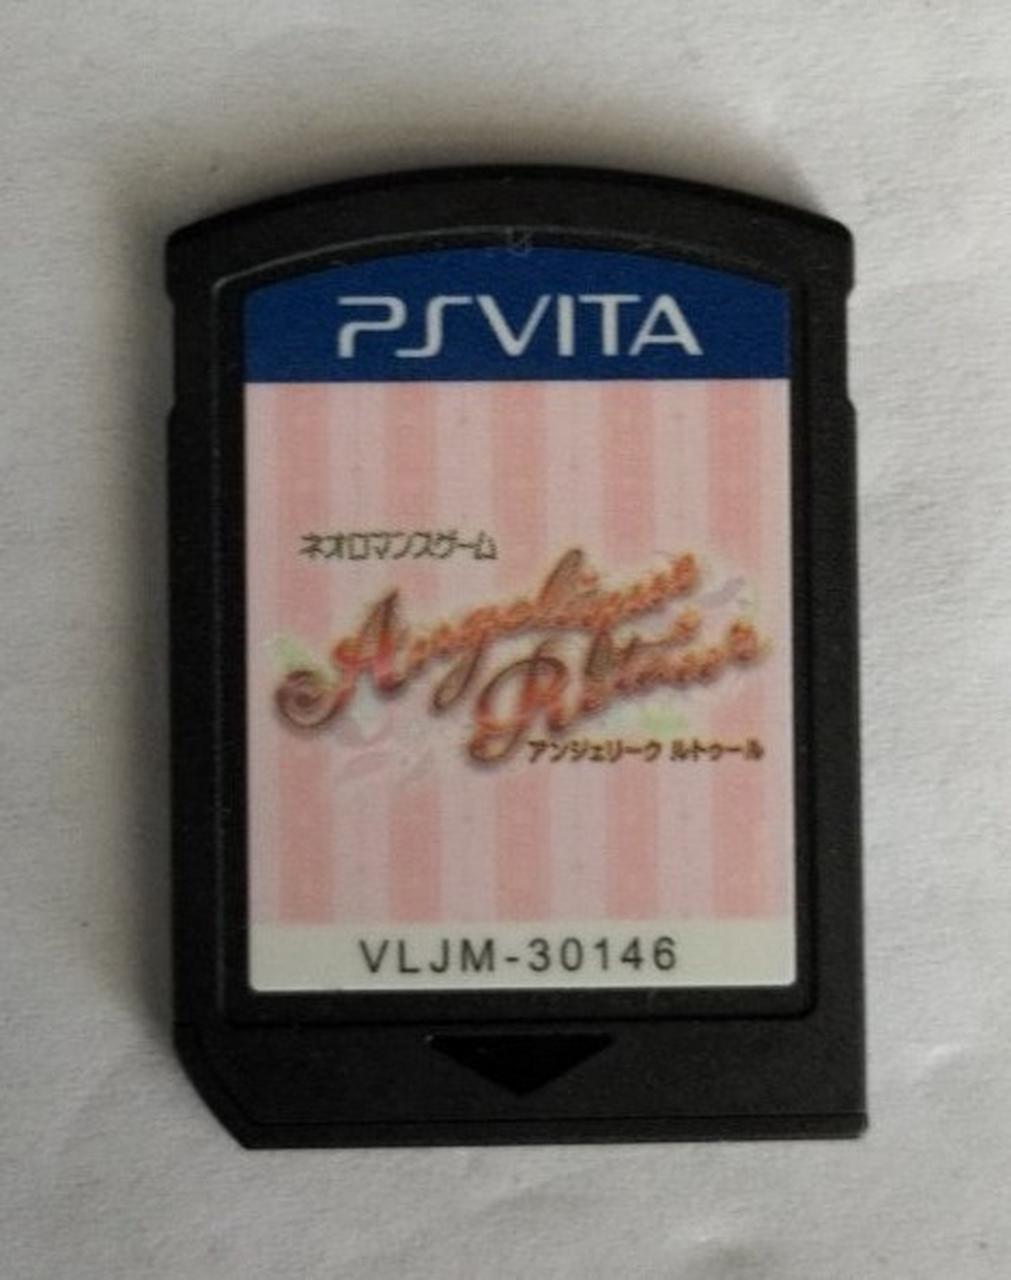 PSVITA
ネオロマンスゲーム
Angelique
Retour
アンジェリーク ルトゥール
VLJM-30146